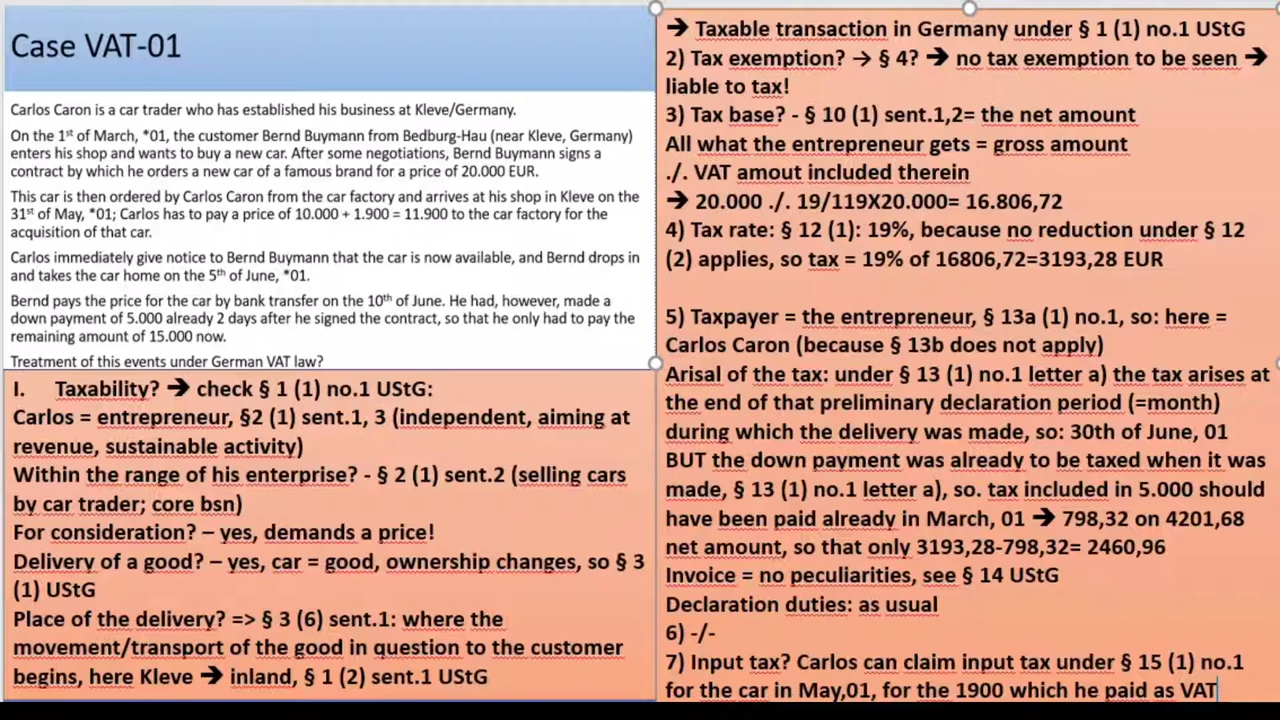 Case VAT-01
Carlos Caron is a car trader who has established his business at Kleve/Germany.
On the 1st of March, *01, the customer Bernd Buymann from Bedburg-Hau (near Kleve, Germany)
enters his shop and wants to buy a new car. After some negotiations, Bernd Buymann signs a
contract by which he orders a new car of a famous brand for a price of 20.000 EUR.
This car is then ordered by Carlos Caron from the car factory and arrives at his shop in Kleve on the
31st of May, *01; Carlos has to pay a price of 10.000 + 1.900 = 11.900 to the car factory for the
acquisition of that car.
Carlos immediately give notice to Bernd Buymann that the car is now available, and Bernd drops in
and takes the car home on the 5th of June, *01.
Bernd pays the price for the car by bank transfer on the 10th of June. He had, however, made a
down payment of 5.000 already 2 days after he signed the contract, so that he only had to pay the
remaining amount of 15.000 now.
Treatment of this events under German VAT law?
I. Taxability? ➔ check § 1 (1) no.1 UStG:
Carlos = entrepreneur, §2 (1) sent.1, 3 (independent, aiming at
revenue, sustainable activity)
Within the range of his enterprise? - § 2 (1) sent.2 (selling cars
by car trader; core bsn)
For consideration? – yes, demands a price!
Delivery of a good? – yes, car = good, ownership changes, so § 3
(1) UStG
Place of the delivery? => § 3 (6) sent.1: where the
movement/transport of the good in question to the customer
begins, here Kleve ➔ inland, § 1 (2) sent.1 UStG
➔ Taxable transaction in Germany under § 1 (1) no.1 UStG
2) Tax exemption? → § 4? ➔ no tax exemption to be seen ➔
liable to tax!
3) Tax base? - § 10 (1) sent.1,2= the net amount
All what the entrepreneur gets = gross amount
./. VAT amout included therein
➔ 20.000 ./. 19/119X20.000= 16.806,72
4) Tax rate: § 12 (1): 19%, because no reduction under § 12
(2) applies, so tax = 19% of 16806,72=3193,28 EUR
5) Taxpayer = the entrepreneur, § 13a (1) no.1, so: here =
Carlos Caron (because § 13b does not apply)
Arisal of the tax: under § 13 (1) no.1 letter a) the tax arises at
the end of that preliminary declaration period (=month)
during which the delivery was made, so: 30th of June, 01
BUT the down payment was already to be taxed when it was
made, § 13 (1) no.1 letter a), so. tax included in 5.000 should
have been paid already in March, 01 ➔ 798,32 on 4201,68
net amount, so that only 3193,28-798,32= 2460,96
Invoice = no peculiarities, see § 14 UStG
Declaration duties: as usual
6) -/-
7) Input tax? Carlos can claim input tax under § 15 (1) no.1
for the car in May,01, for the 1900 which he paid as VAT